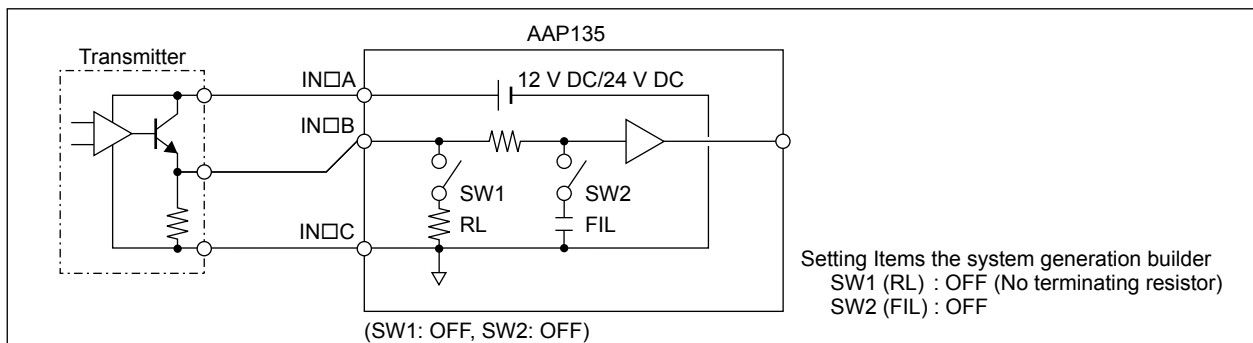 AAP135
Transmitter
IN□A
12 V DC/24 V DC
IN□B
SW1
SW2
RL
FIL
IN□C
Setting Items the system generation builder
SW1 (RL) : OFF (No terminating resistor)
SW2 (FIL) : OFF
(SW1: OFF, SW2: OFF)